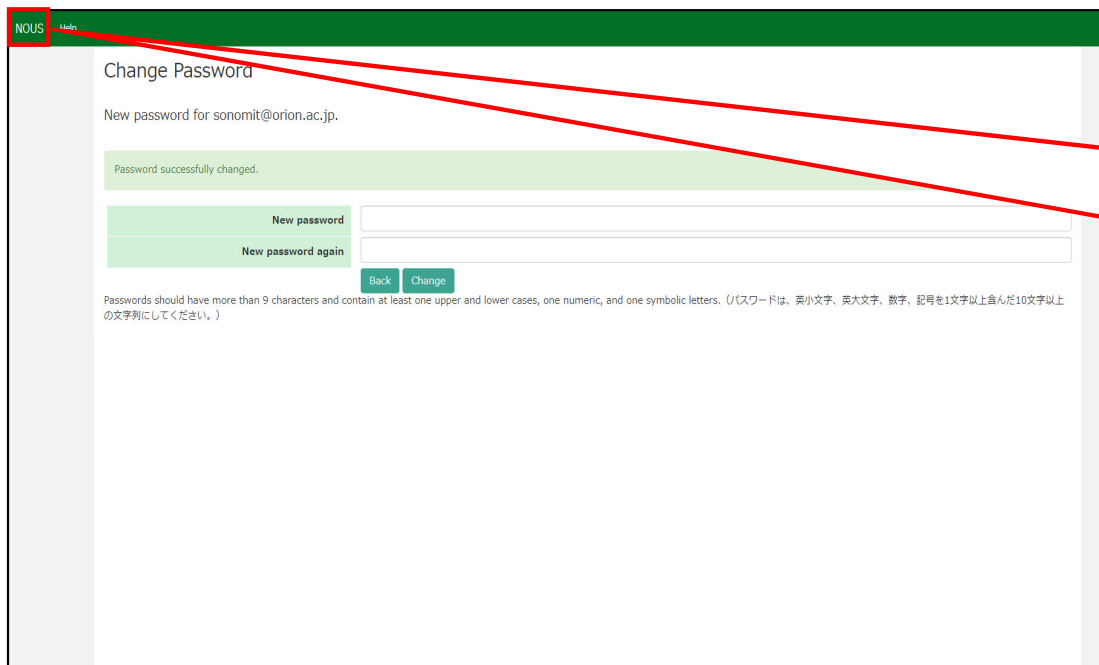 NOUS Help
Change Password
New password for sonomit@orion.ac.jp.
Password successfully changed.
New password
New password again
Back Change
Passwords should have more than 9 characters and contain at least one upper and lower cases, one numeric, and one symbolic letters.（パスワードは、英小文字、英大文字、数字、記号を1文字以上含んだ10文字以上
の文字列にしてください。）